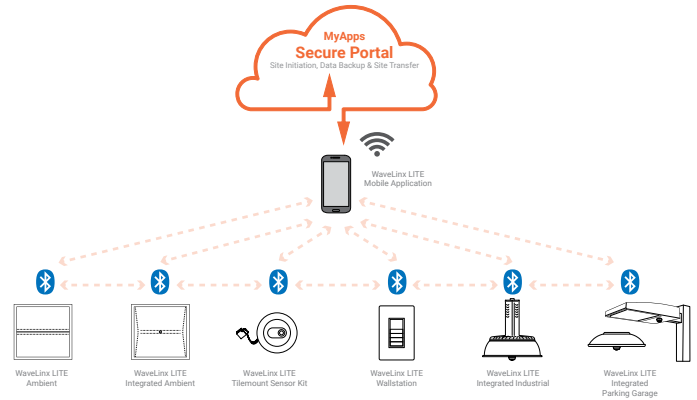 MyApps
Secure Portal
Site Initiation, Data Backup & Site Transfer
WaveLinx LITE
Mobile Application
WaveLinx LITE
Ambient
WaveLinx LITE
Integrated Ambient
WaveLinx LITE
Tilemount Sensor Kit
WaveLinx LITE
Wallstation
WaveLinx LITE
Integrated Industrial
WaveLinx LITE
Integrated
Parking Garage